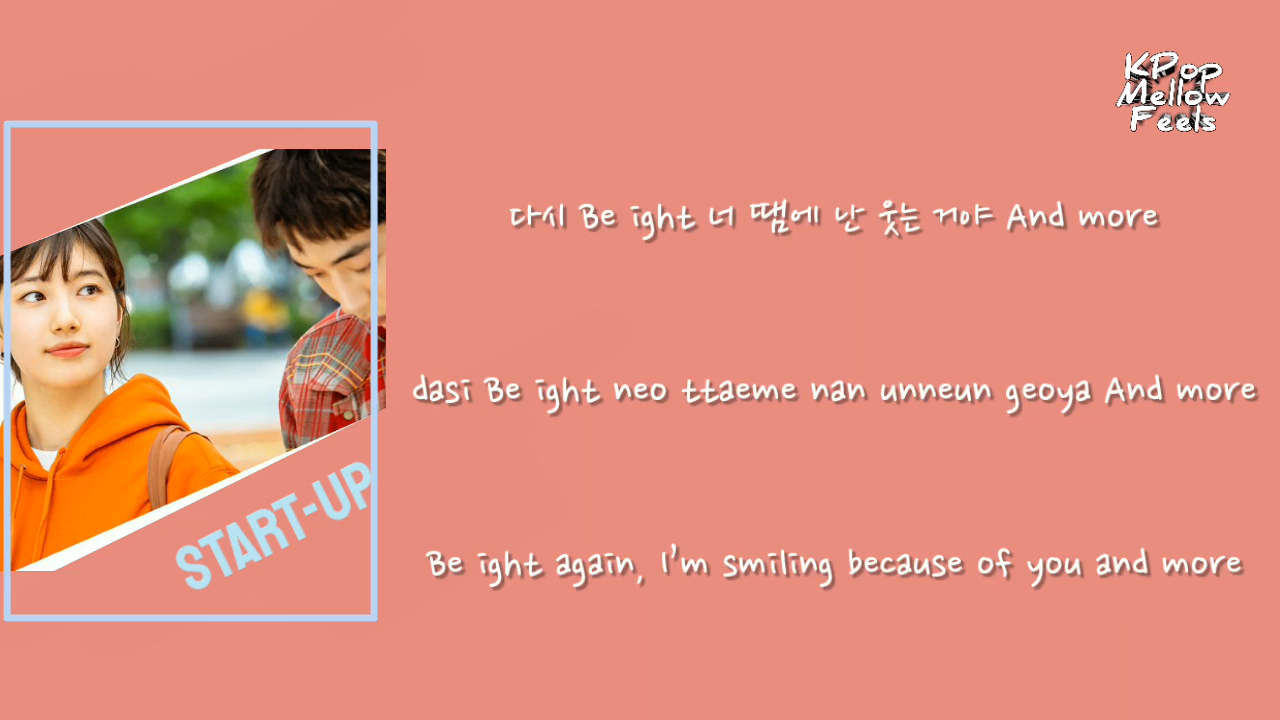 KPop
Mellow
Feels
다시 Be ight 너 땜에 난 웃는 거야 And more
dasi Be ight neo ttaeme nan unneun geoya And more
START-UP
Be ight again, I'm smiling because of you and more